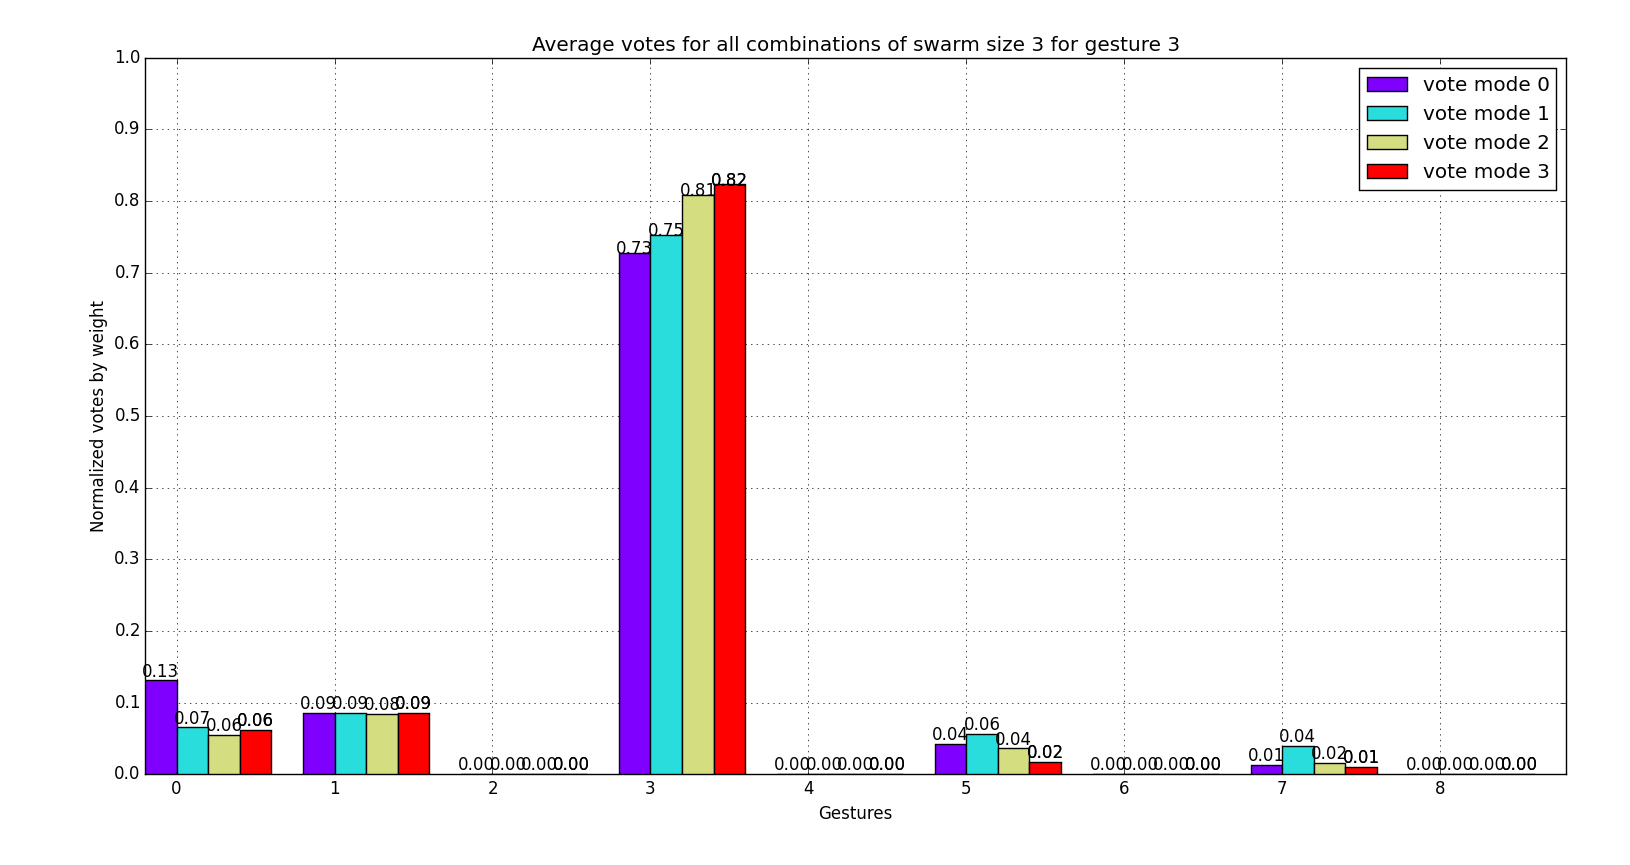 Average votes for all combinations of swarm size 3 for gesture 3
1.0
0.9
0.8
0.7
0.6
0.5
0.4
0.3
0.2
0.1
0.0
Normalized votes by weight
vote mode 0
vote mode 1
vote mode 2
vote mode 3
0.13 0.07 0.06 0.06
0.09 0.09 0.08 0.09
0.00 0.00 0.00 0.00
0.73 0.75 0.81 0.82
0.00 0.00 0.00 0.00
0.04 0.06 0.04 0.02
0.00 0.00 0.00 0.00
0.01 0.04 0.02 0.01
0.00 0.00 0.00 0.00
0 1 2 3 4 5 6 7 8
Gestures